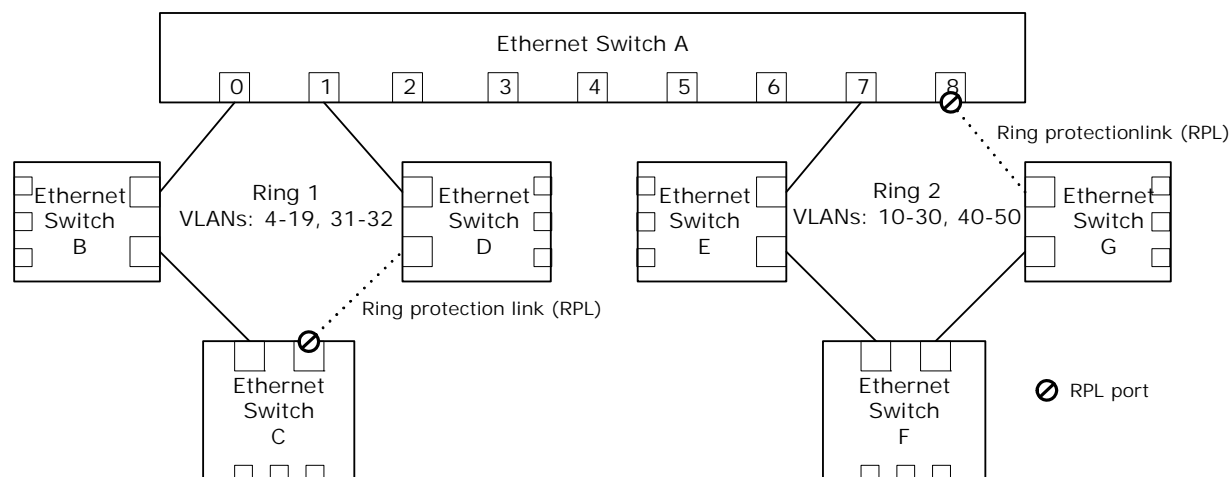 Ethernet Switch A
0 1 2 3 4 5 6 7 8
Ring protectionlink (RPL)
Ethernet
Switch
B
Ring 1
VLANs: 4-19, 31-32
Ethernet
Switch
D
Ethernet
Switch
E
Ring 2
VLANs: 10-30, 40-50
Ethernet
Switch
G
Ring protection link (RPL)
Ethernet
Switch
C
Ethernet
Switch
F
RPL port